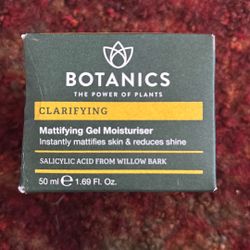 BOTANICS
THE POWER OF PLANTS
CLARIFYING
Mattifying Gel Moisturiser
Instantly mattifies skin & reduces shine
SALICYLIC ACID FROM WILLOW BARK
50 ml ℮ 1.69 Fl. Oz.